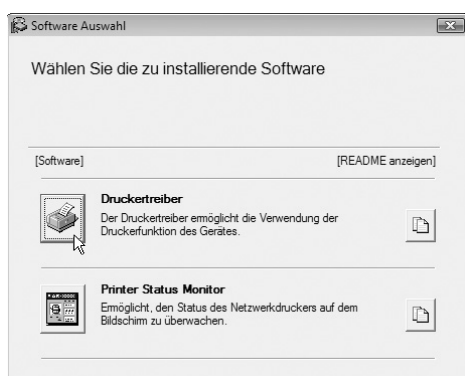 Software Auswahl
Wählen Sie die zu installierende Software
[Software] [README anzeigen]
Druckertreiber
Der Druckertreiber ermöglicht die Verwendung der
Druckerfunktion des Gerätes.
Printer Status Monitor
Ermöglicht, den Status des Netzwerkdruckers auf dem
Bildschirm zu überwachen.